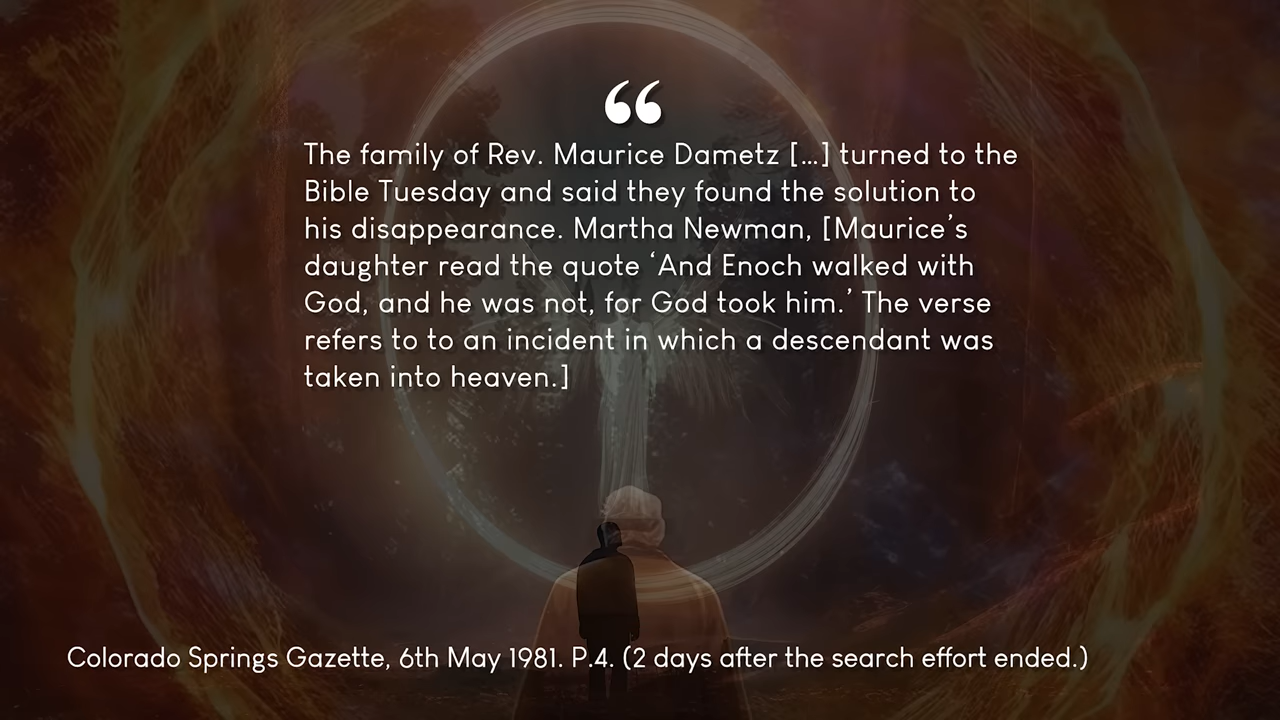 “
The family of Rev. Maurice Dametz [...] turned to the
Bible Tuesday and said they found the solution to
his disappearance. Martha Newman, [Maurice’s
daughter read the quote ‘And Enoch walked with
God, and he was not, for God took him.’ The verse
refers to to an incident in which a descendant was
taken into heaven.]
Colorado Springs Gazette, 6th May 1981. P.4. (2 days after the search effort ended.)